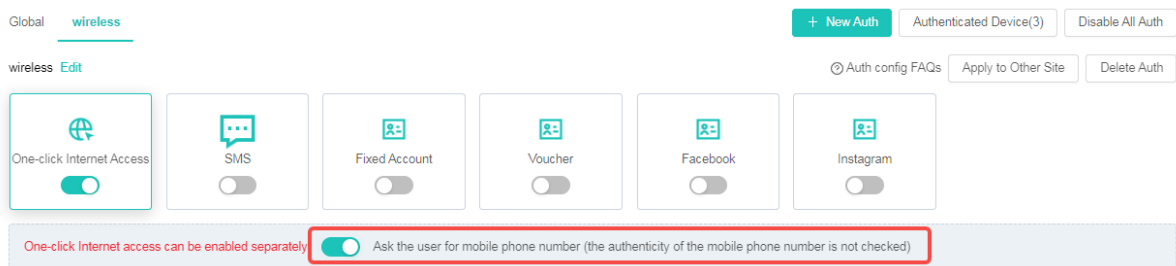 Global wireless + New Auth Authenticated Device(3) Disable All Auth
wireless Edit Auth config FAQs Apply to Other Site Delete Auth
One-click Internet Access SMS Fixed Account Voucher Facebook Instagram
One-click Internet access can be enabled separately Ask the user for mobile phone number (the authenticity of the mobile phone number is not checked)